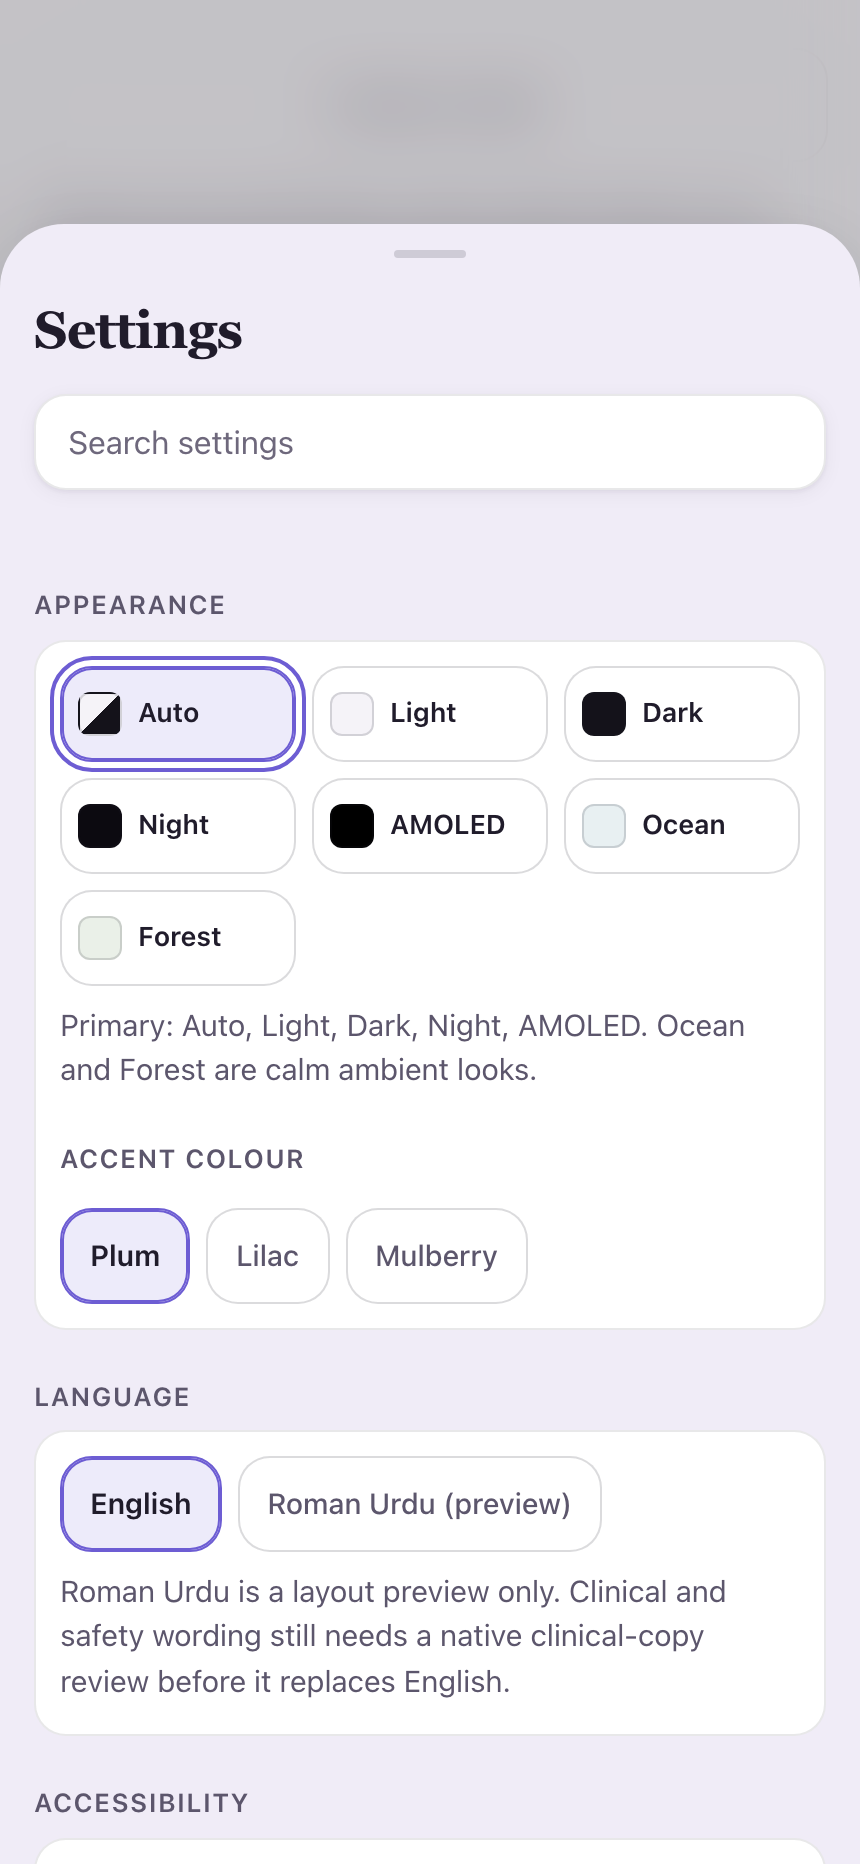 Settings
Search settings
APPEARANCE
Auto
Light
Dark
Night
AMOLED
Ocean
Forest
Primary: Auto, Light, Dark, Night, AMOLED. Ocean
and Forest are calm ambient looks.
ACCENT COLOUR
Plum
Lilac
Mulberry
LANGUAGE
English
Roman Urdu (preview)
Roman Urdu is a layout preview only. Clinical and
safety wording still needs a native clinical-copy
review before it replaces English.
ACCESSIBILITY